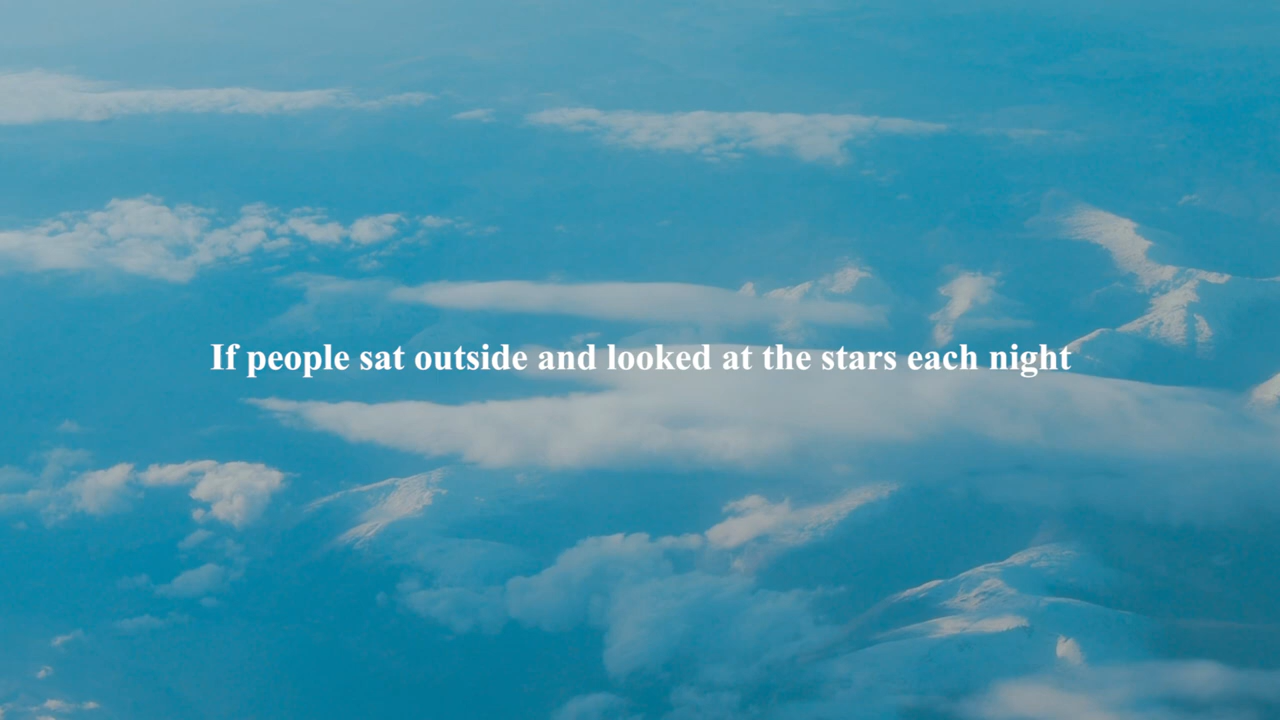 If people sat outside and looked at the stars each night